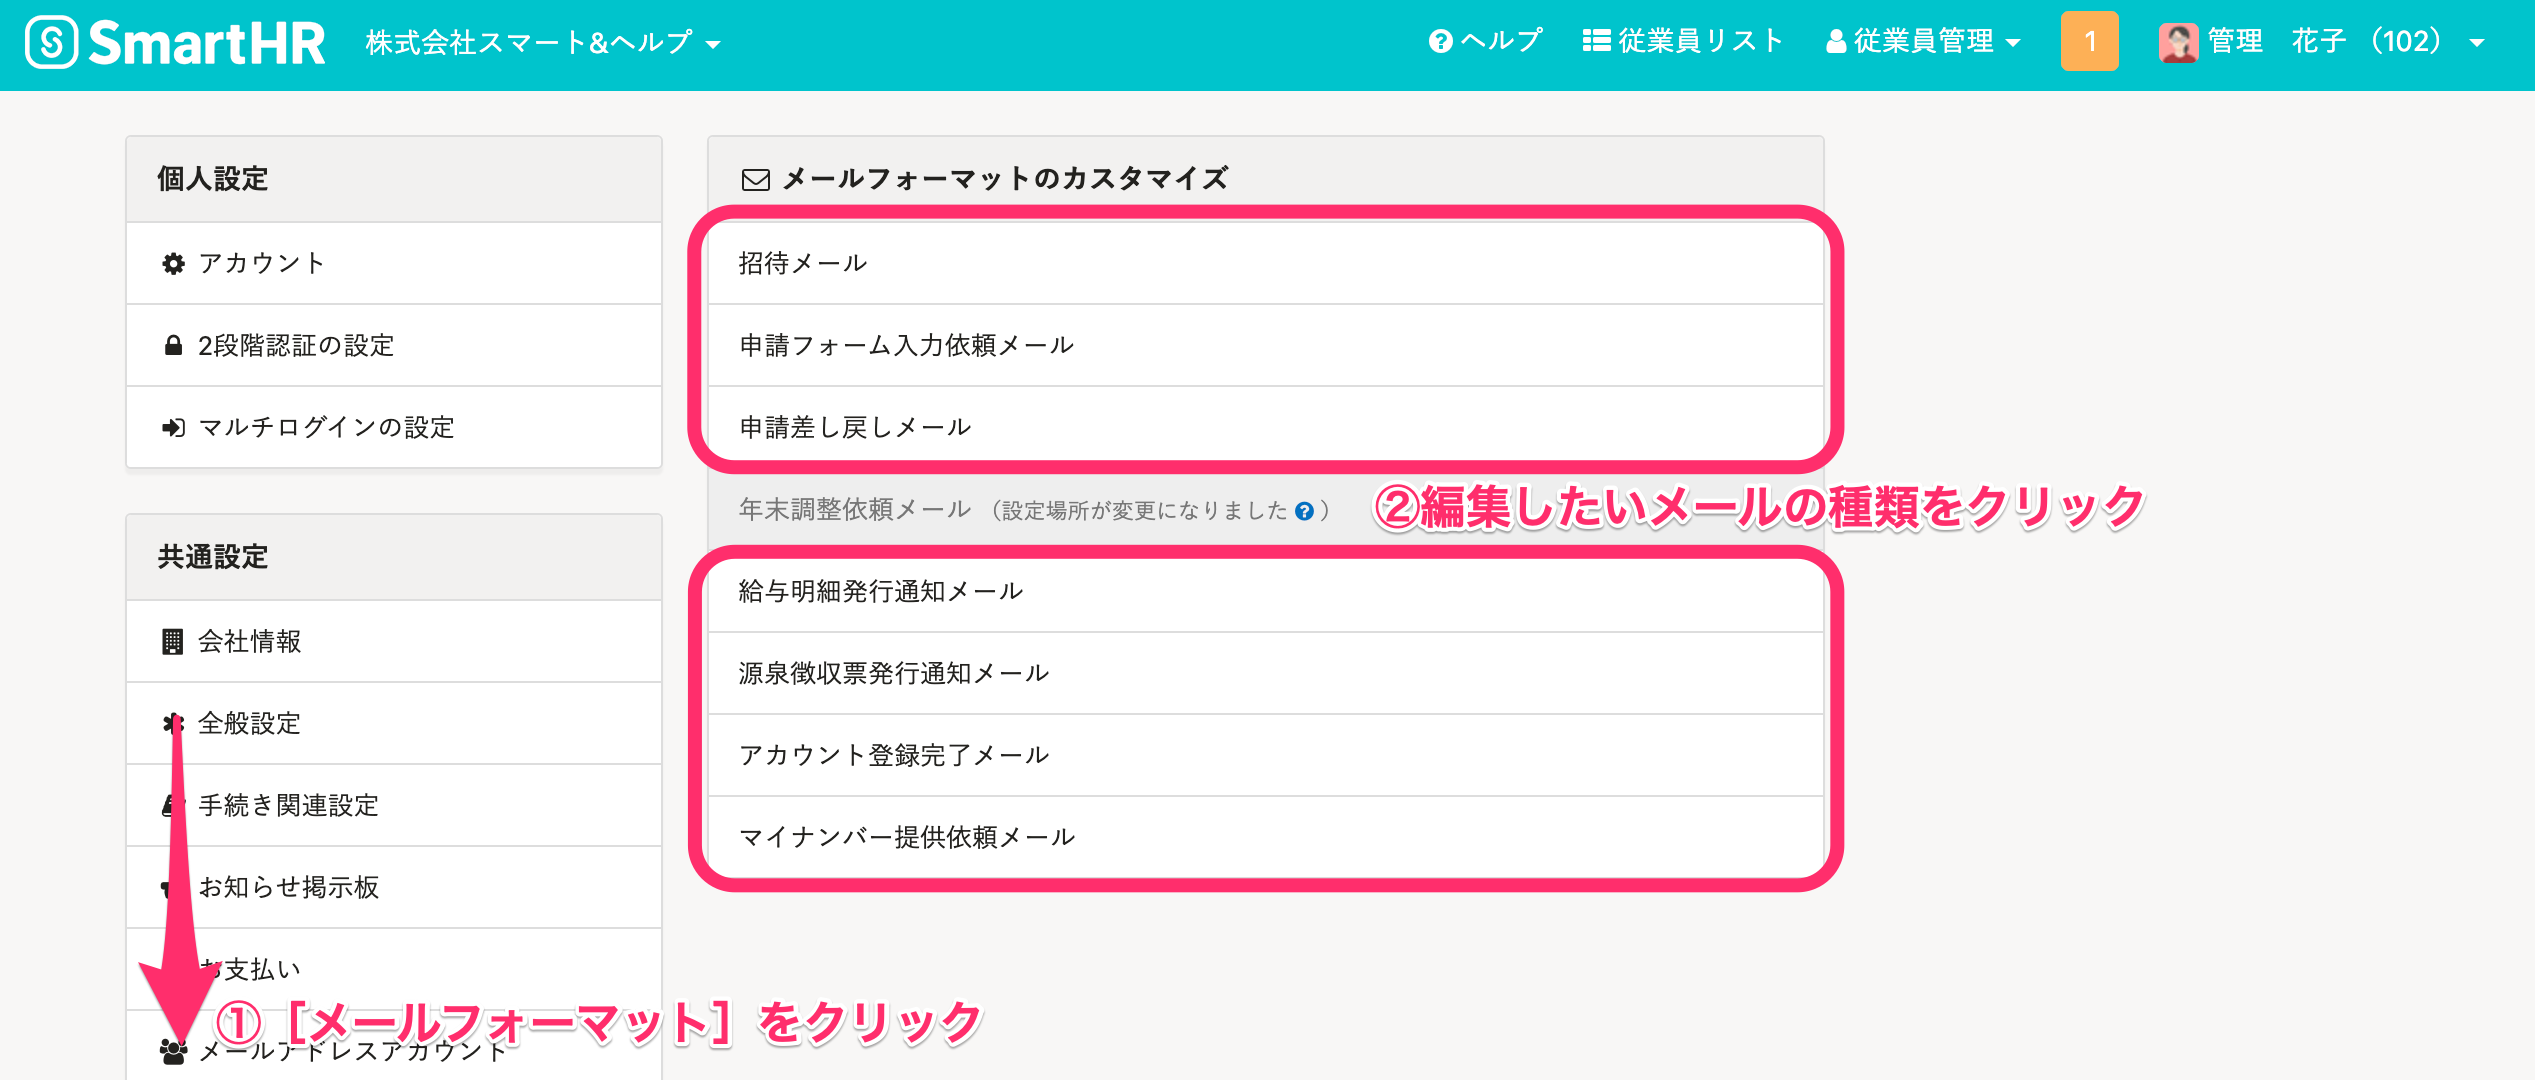 SmartHR 株式会社スマート&ヘルプ ヘルプ 従業員リスト 従業員管理 1 管理 花子 (102)
個人設定
アカウント
2段階認証の設定
マルチログインの設定
共通設定
会社情報
全般設定
手続き関連設定
お知らせ掲示板
お支払い
①［メールフォーマット］をクリック
メールアドレスアカウント
メールフォーマットのカスタマイズ
招待メール
申請フォーム入力依頼メール
申請差し戻しメール
年末調整依頼メール （設定場所が変更になりました ? ）
②編集したいメールの種類をクリック
給与明細発行通知メール
源泉徴収票発行通知メール
アカウント登録完了メール
マイナンバー提供依頼メール